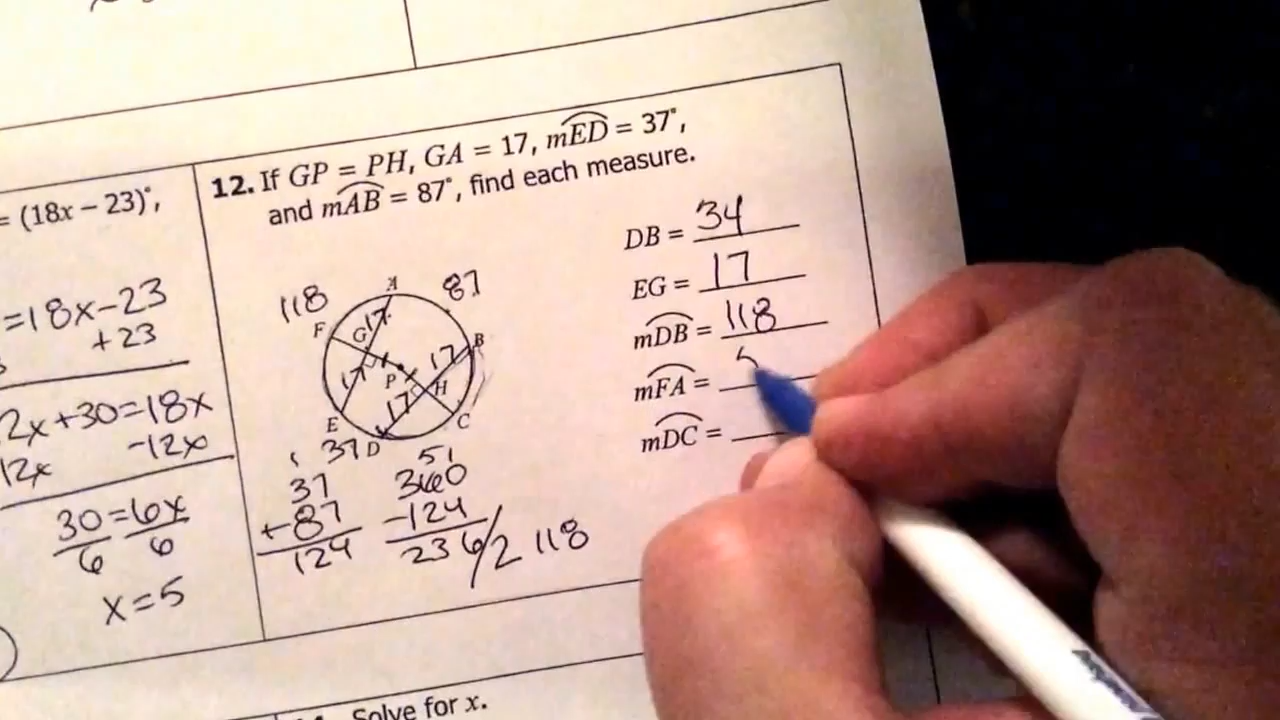 = (18x – 23)°,
=18x-23
+23
2x+30=18x
12x -12x
30=6x
6 6
x=5
12. If GP = PH, GA = 17, mED = 37°,
and mAB = 87°, find each measure.
118 A 87
F G 17 B
17 P 17 H
E 17 C
37 D
37
+87
124
51
360
-124
236/2 118
DB = 34
EG = 17
mDB = 118
mFA = 5
mDC =
Solve for x.